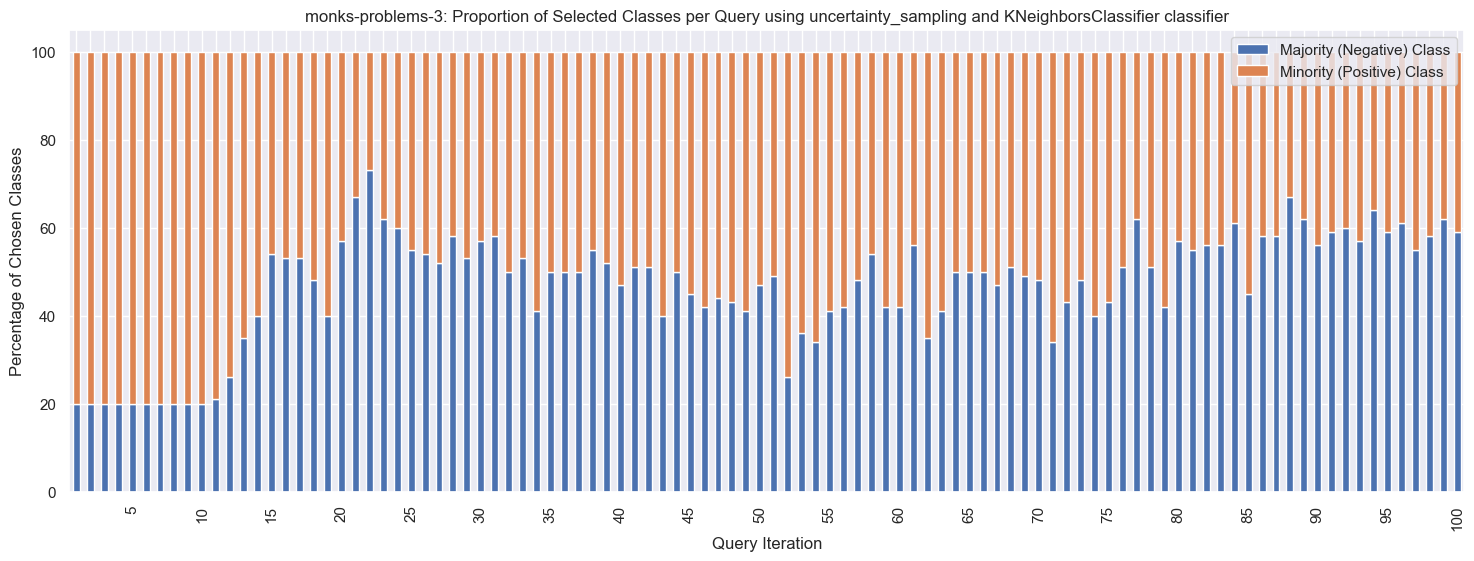 monks-problems-3: Proportion of Selected Classes per Query using uncertainty_sampling and KNeighborsClassifier classifier
Majority (Negative) Class
Minority (Positive) Class
Percentage of Chosen Classes
100
80
60
40
20
0
5 10 15 20 25 30 35 40 45 50 55 60 65 70 75 80 85 90 95 100
Query Iteration